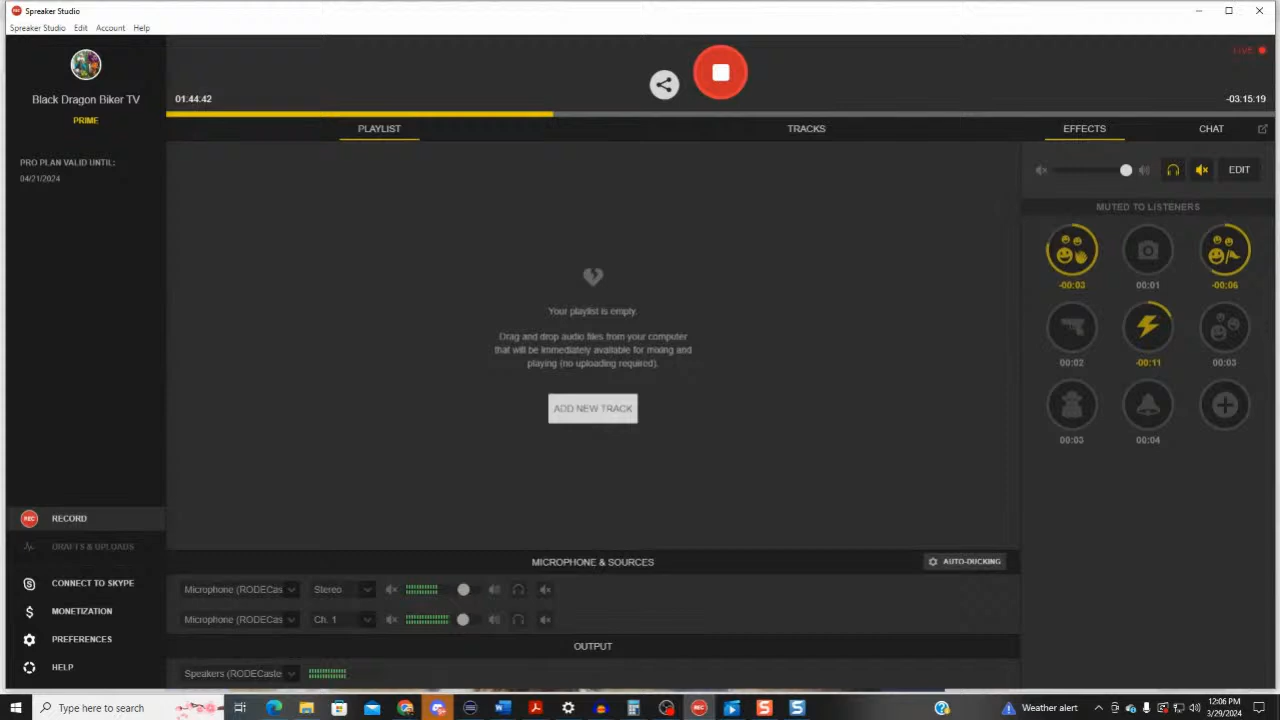 Spreaker Studio
Spreaker Studio Edit Account Help
LIVE
Black Dragon Biker TV
PRIME
01:44:42
-03.15.19
PRO PLAN VALID UNTIL:
04/21/2024
PLAYLIST
TRACKS
EFFECTS
CHAT
EDIT
MUTED TO LISTENERS
-00:03
00:01
-00:06
00:02
-00:11
00:03
00:03
00:04
Your playlist is empty.
Drag and drop audio files from your computer
that will be immediately available for mixing and
playing (no uploading required).
ADD NEW TRACK
REC RECORD
DRAFTS & UPLOADS
CONNECT TO SKYPE
MONETIZATION
PREFERENCES
HELP
MICROPHONE & SOURCES
AUTO-DUCKING
Microphone (RODECas Stereo
Microphone (RODECas Ch. 1
OUTPUT
Speakers (RODECaste
Type here to search
REC
Weather alert
12:06 PM
3/29/2024